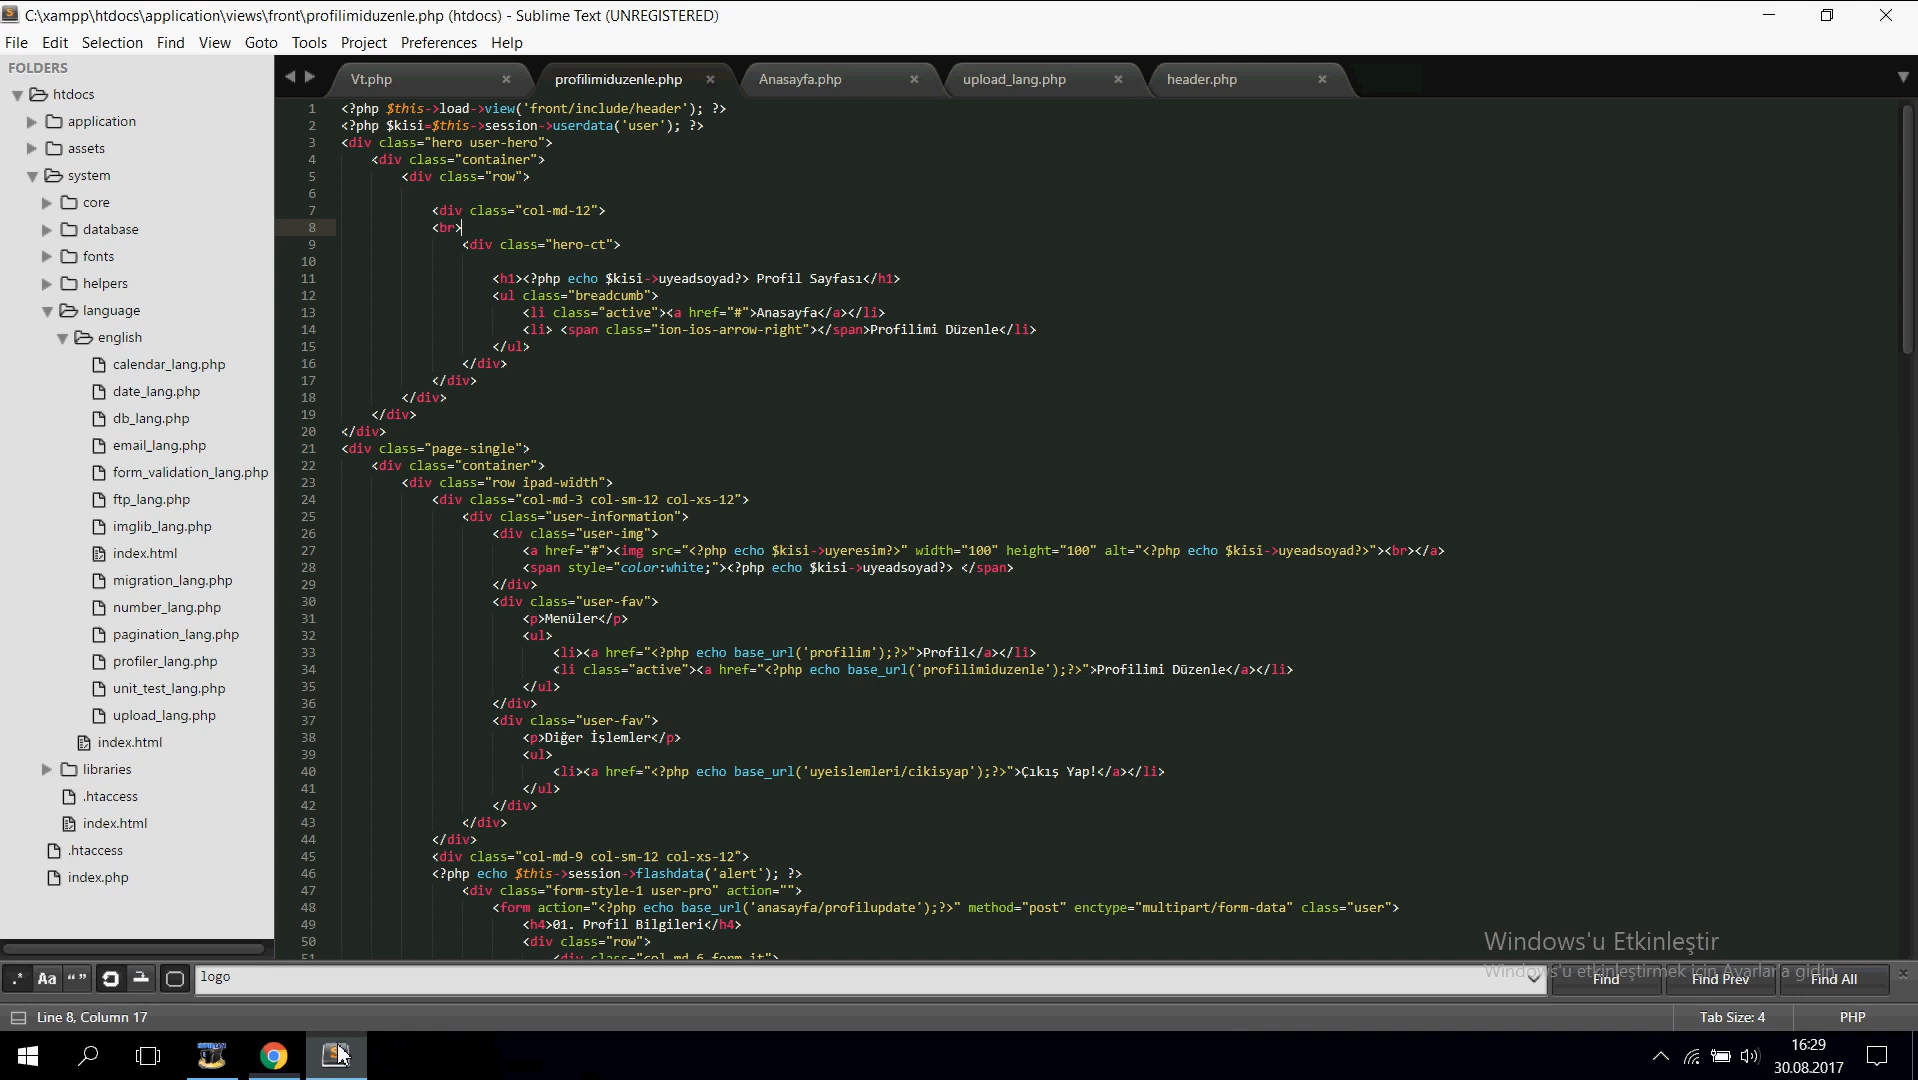 C:\xampp\htdocs\application\views\front\profilimiduzenle.php (htdocs) - Sublime Text (UNREGISTERED)
File Edit Selection Find View Goto Tools Project Preferences Help
FOLDERS
htdocs
application
assets
system
core
database
fonts
helpers
language
english
calendar_lang.php
date_lang.php
db_lang.php
email_lang.php
form_validation_lang.php
ftp_lang.php
imglib_lang.php
index.html
migration_lang.php
number_lang.php
pagination_lang.php
profiler_lang.php
unit_test_lang.php
upload_lang.php
index.html
libraries
.htaccess
index.html
.htaccess
index.php
Vt.php profilimiduzenle.php Anasayfa.php upload_lang.php header.php
1 <?php $this->load->view('front/include/header'); ?>
2 <?php $kisi=$this->session->userdata('user'); ?>
3 <div class="hero user-hero">
4 <div class="container">
5 <div class="row">
6
7 <div class="col-md-12">
8 <br>
9 <div class="hero-ct">
10
11 <h1><?php echo $kisi->uyeadsoyad?> Profil Sayfası</h1>
12 <ul class="breadcumb">
13 <li class="active"><a href="#">Anasayfa</a></li>
14 <li> <span class="ion-ios-arrow-right"></span>Profilimi Düzenle</li>
15 </ul>
16 </div>
17 </div>
18 </div>
19 </div>
20 </div>
21 <div class="page-single">
22 <div class="container">
23 <div class="row ipad-width">
24 <div class="col-md-3 col-sm-12 col-xs-12">
25 <div class="user-information">
26 <div class="user-img">
27 <a href="#"><img src="<?php echo $kisi->uyeresim?>" width="100" height="100" alt="<?php echo $kisi->uyeadsoyad?>"><br></a>
28 <span style="color:white;"><?php echo $kisi->uyeadsoyad?> </span>
29 </div>
30 <div class="user-fav">
31 <p>Menüler</p>
32 <ul>
33 <li><a href="<?php echo base_url('profilim');?>">Profil</a></li>
34 <li class="active"><a href="<?php echo base_url('profilimiduzenle');?>">Profilimi Düzenle</a></li>
35 </ul>
36 </div>
37 <div class="user-fav">
38 <p>Diğer İşlemler</p>
39 <ul>
40 <li><a href="<?php echo base_url('uyeislemleri/cikisyap');?>">Çıkış Yap!</a></li>
41 </ul>
42 </div>
43 </div>
44 </div>
45 <div class="col-md-9 col-sm-12 col-xs-12">
46 <?php echo $this->session->flashdata('alert'); ?>
47 <div class="form-style-1 user-pro" action="">
48 <form action="<?php echo base_url('anasayfa/profilupdate');?>" method="post" enctype="multipart/form-data" class="user">
49 <h4>01. Profil Bilgileri</h4>
50 <div class="row">
51 <div class="col-md-6 form-it">
Windows'u Etkinleştir
Windows'u etkinleştirmek için Ayarlar'a gidin.
.* Aa “ ” logo Find Find Prev Find All
Line 8, Column 17 Tab Size: 4 PHP
16:29
30.08.2017